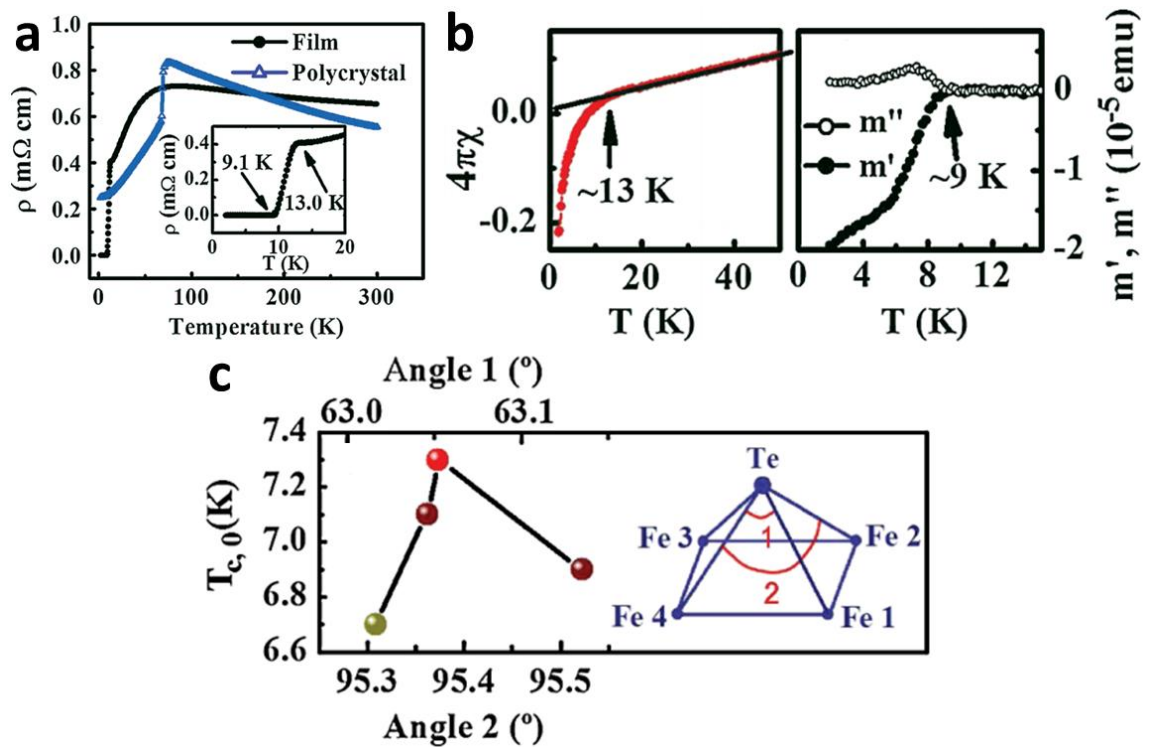 a
1.0
0.8
0.6
0.4
0.2
0.0
ρ (mΩ cm)
Film
Polycrystal
0.4
0.2
0.0
ρ (mΩ cm)
9.1 K
13.0 K
0
10
20
T (K)
0
100
200
300
Temperature (K)
b
0.0
-0.2
4πχ
~13 K
0
20
40
T (K)
m''
m'
~9 K
0
4
8
12
T (K)
0
-1
-2
m', m'' (10⁻⁵ emu)
c
Angle 1 (º)
63.0
63.1
7.4
7.2
7.0
6.8
6.6
Tc, 0(K)
95.3
95.4
95.5
Angle 2 (º)
Te
Fe 3
Fe 2
1
2
Fe 4
Fe 1